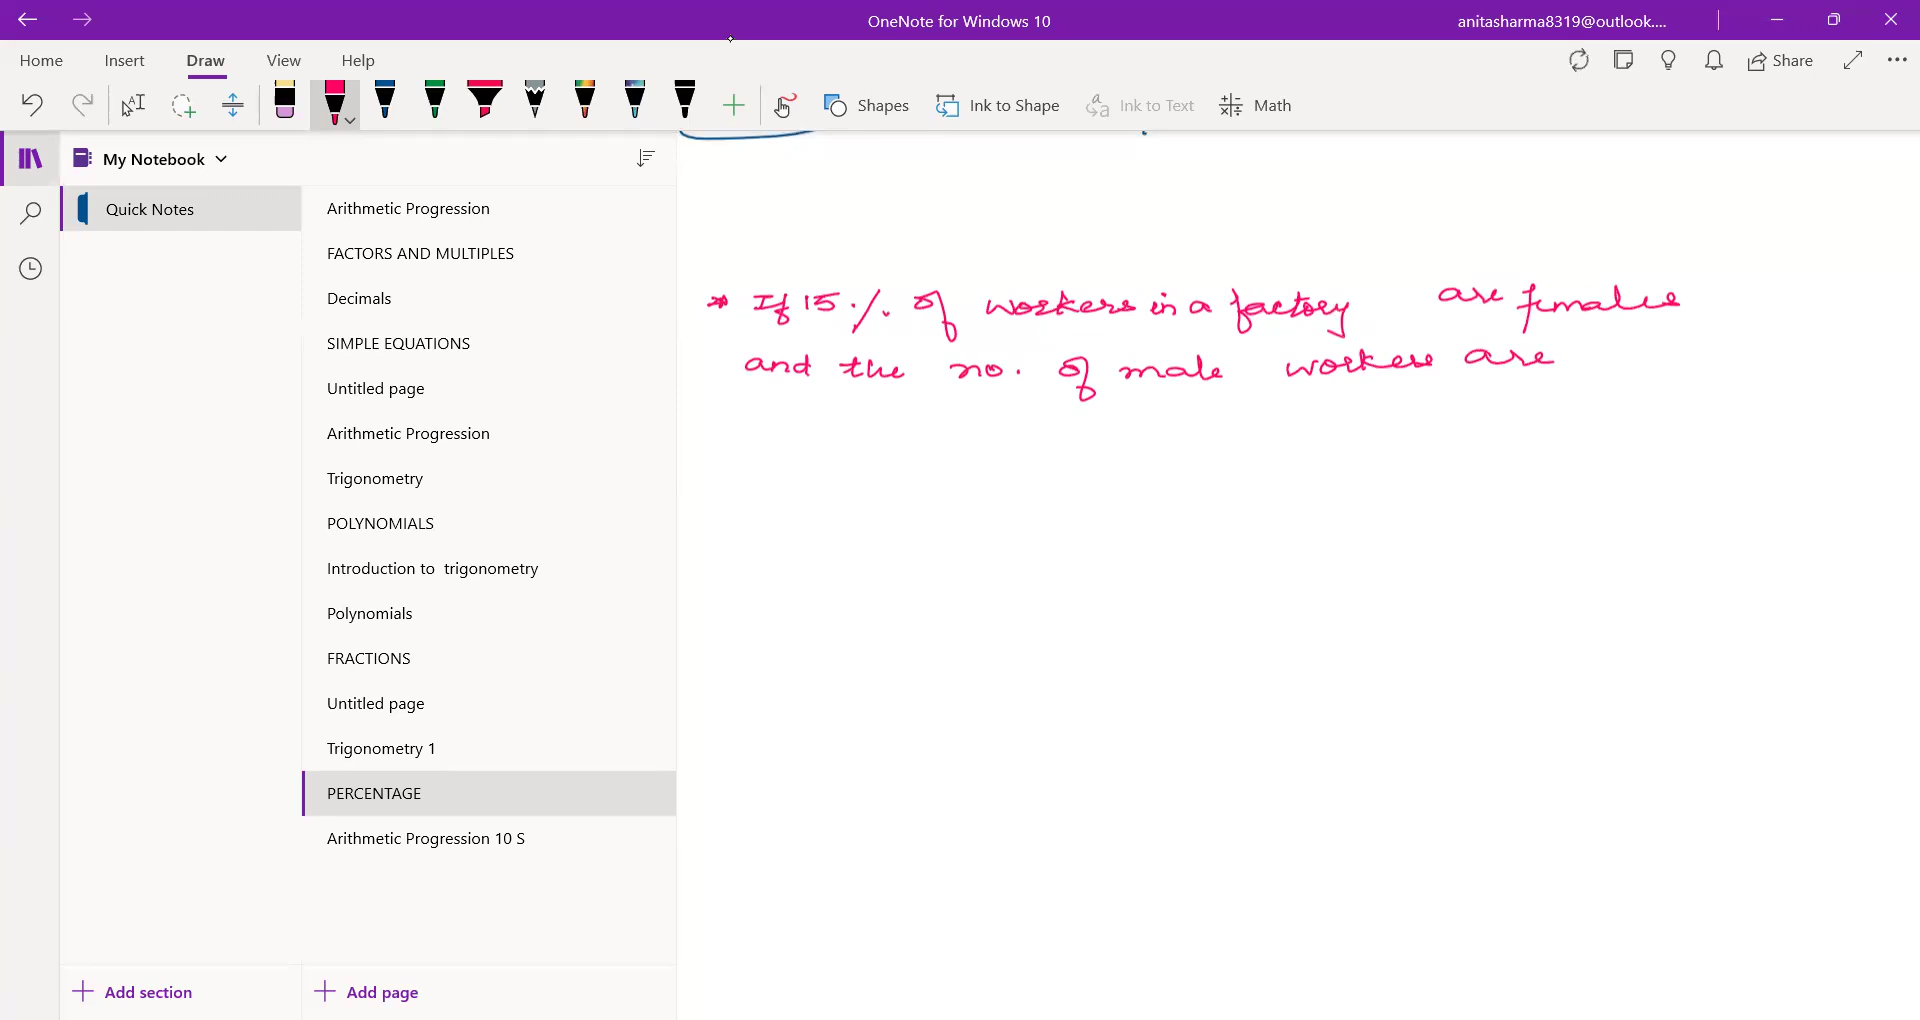 OneNote for Windows 10
anitasharma8319@outlook....
Home Insert Draw View Help
Share
Shapes Ink to Shape Ink to Text Math
My Notebook
Quick Notes
Arithmetic Progression
FACTORS AND MULTIPLES
Decimals
SIMPLE EQUATIONS
Untitled page
Arithmetic Progression
Trigonometry
POLYNOMIALS
Introduction to trigonometry
Polynomials
FRACTIONS
Untitled page
Trigonometry 1
PERCENTAGE
Arithmetic Progression 10 S
Add section
Add page
* If 15 % of workers in a factory are females
and the no. of male workers are